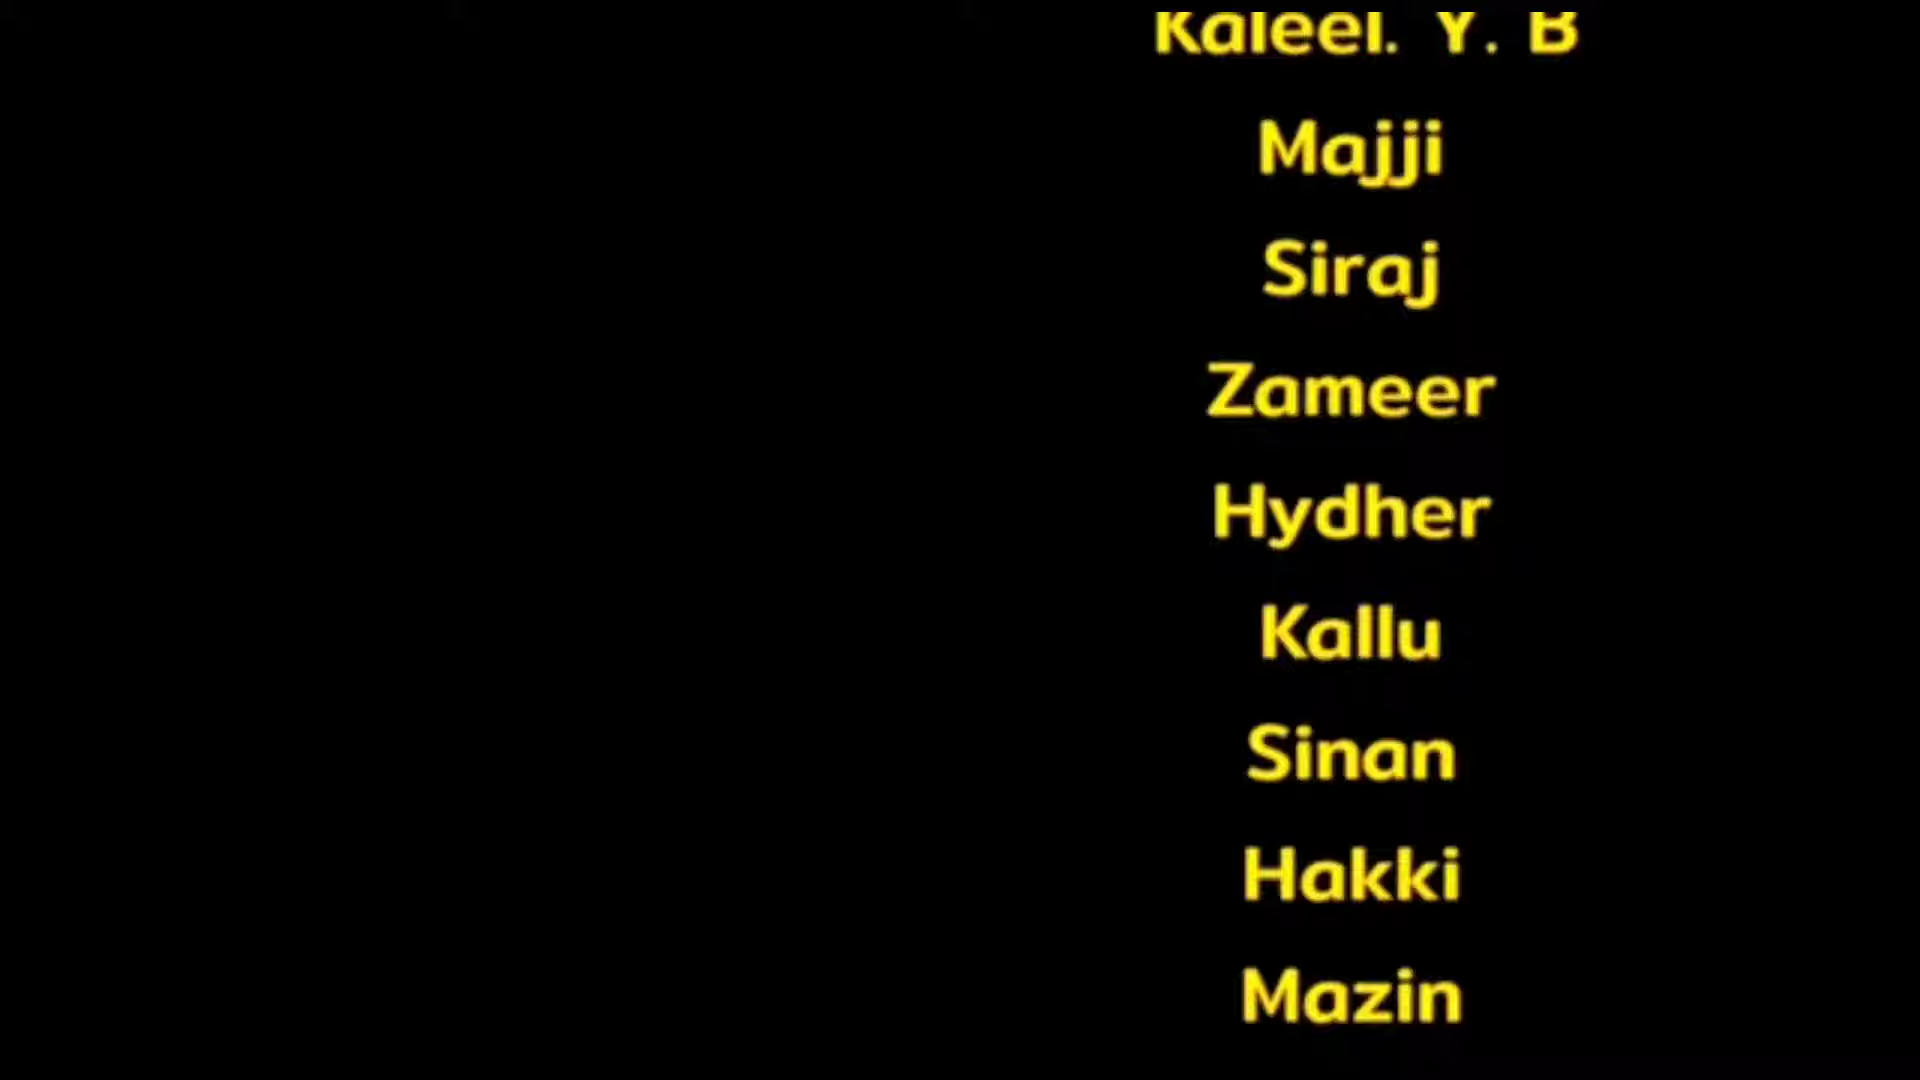 Kaleel. Y. B
Majji
Siraj
Zameer
Hydher
Kallu
Sinan
Hakki
Mazin